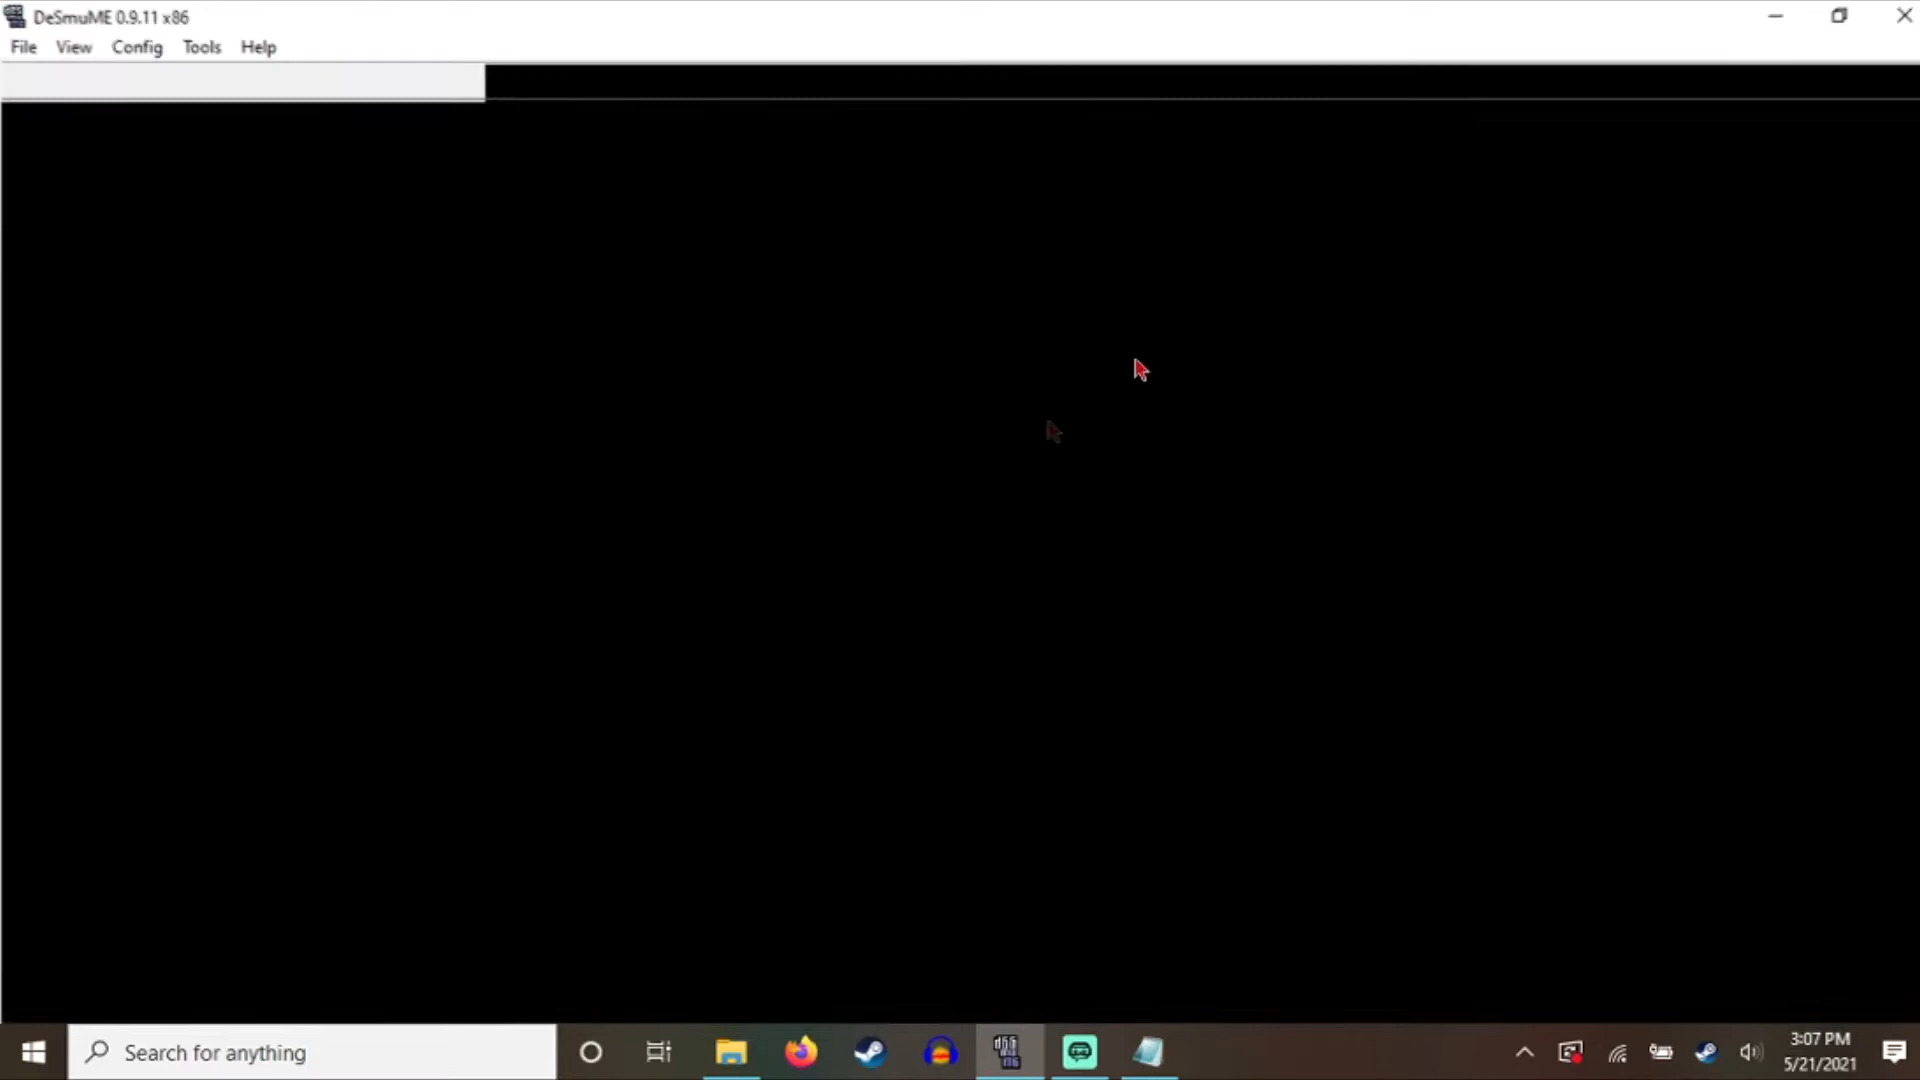 DeSmuME 0.9.11 x86
File View Config Tools Help
Search for anything
3:07 PM
5/21/2021